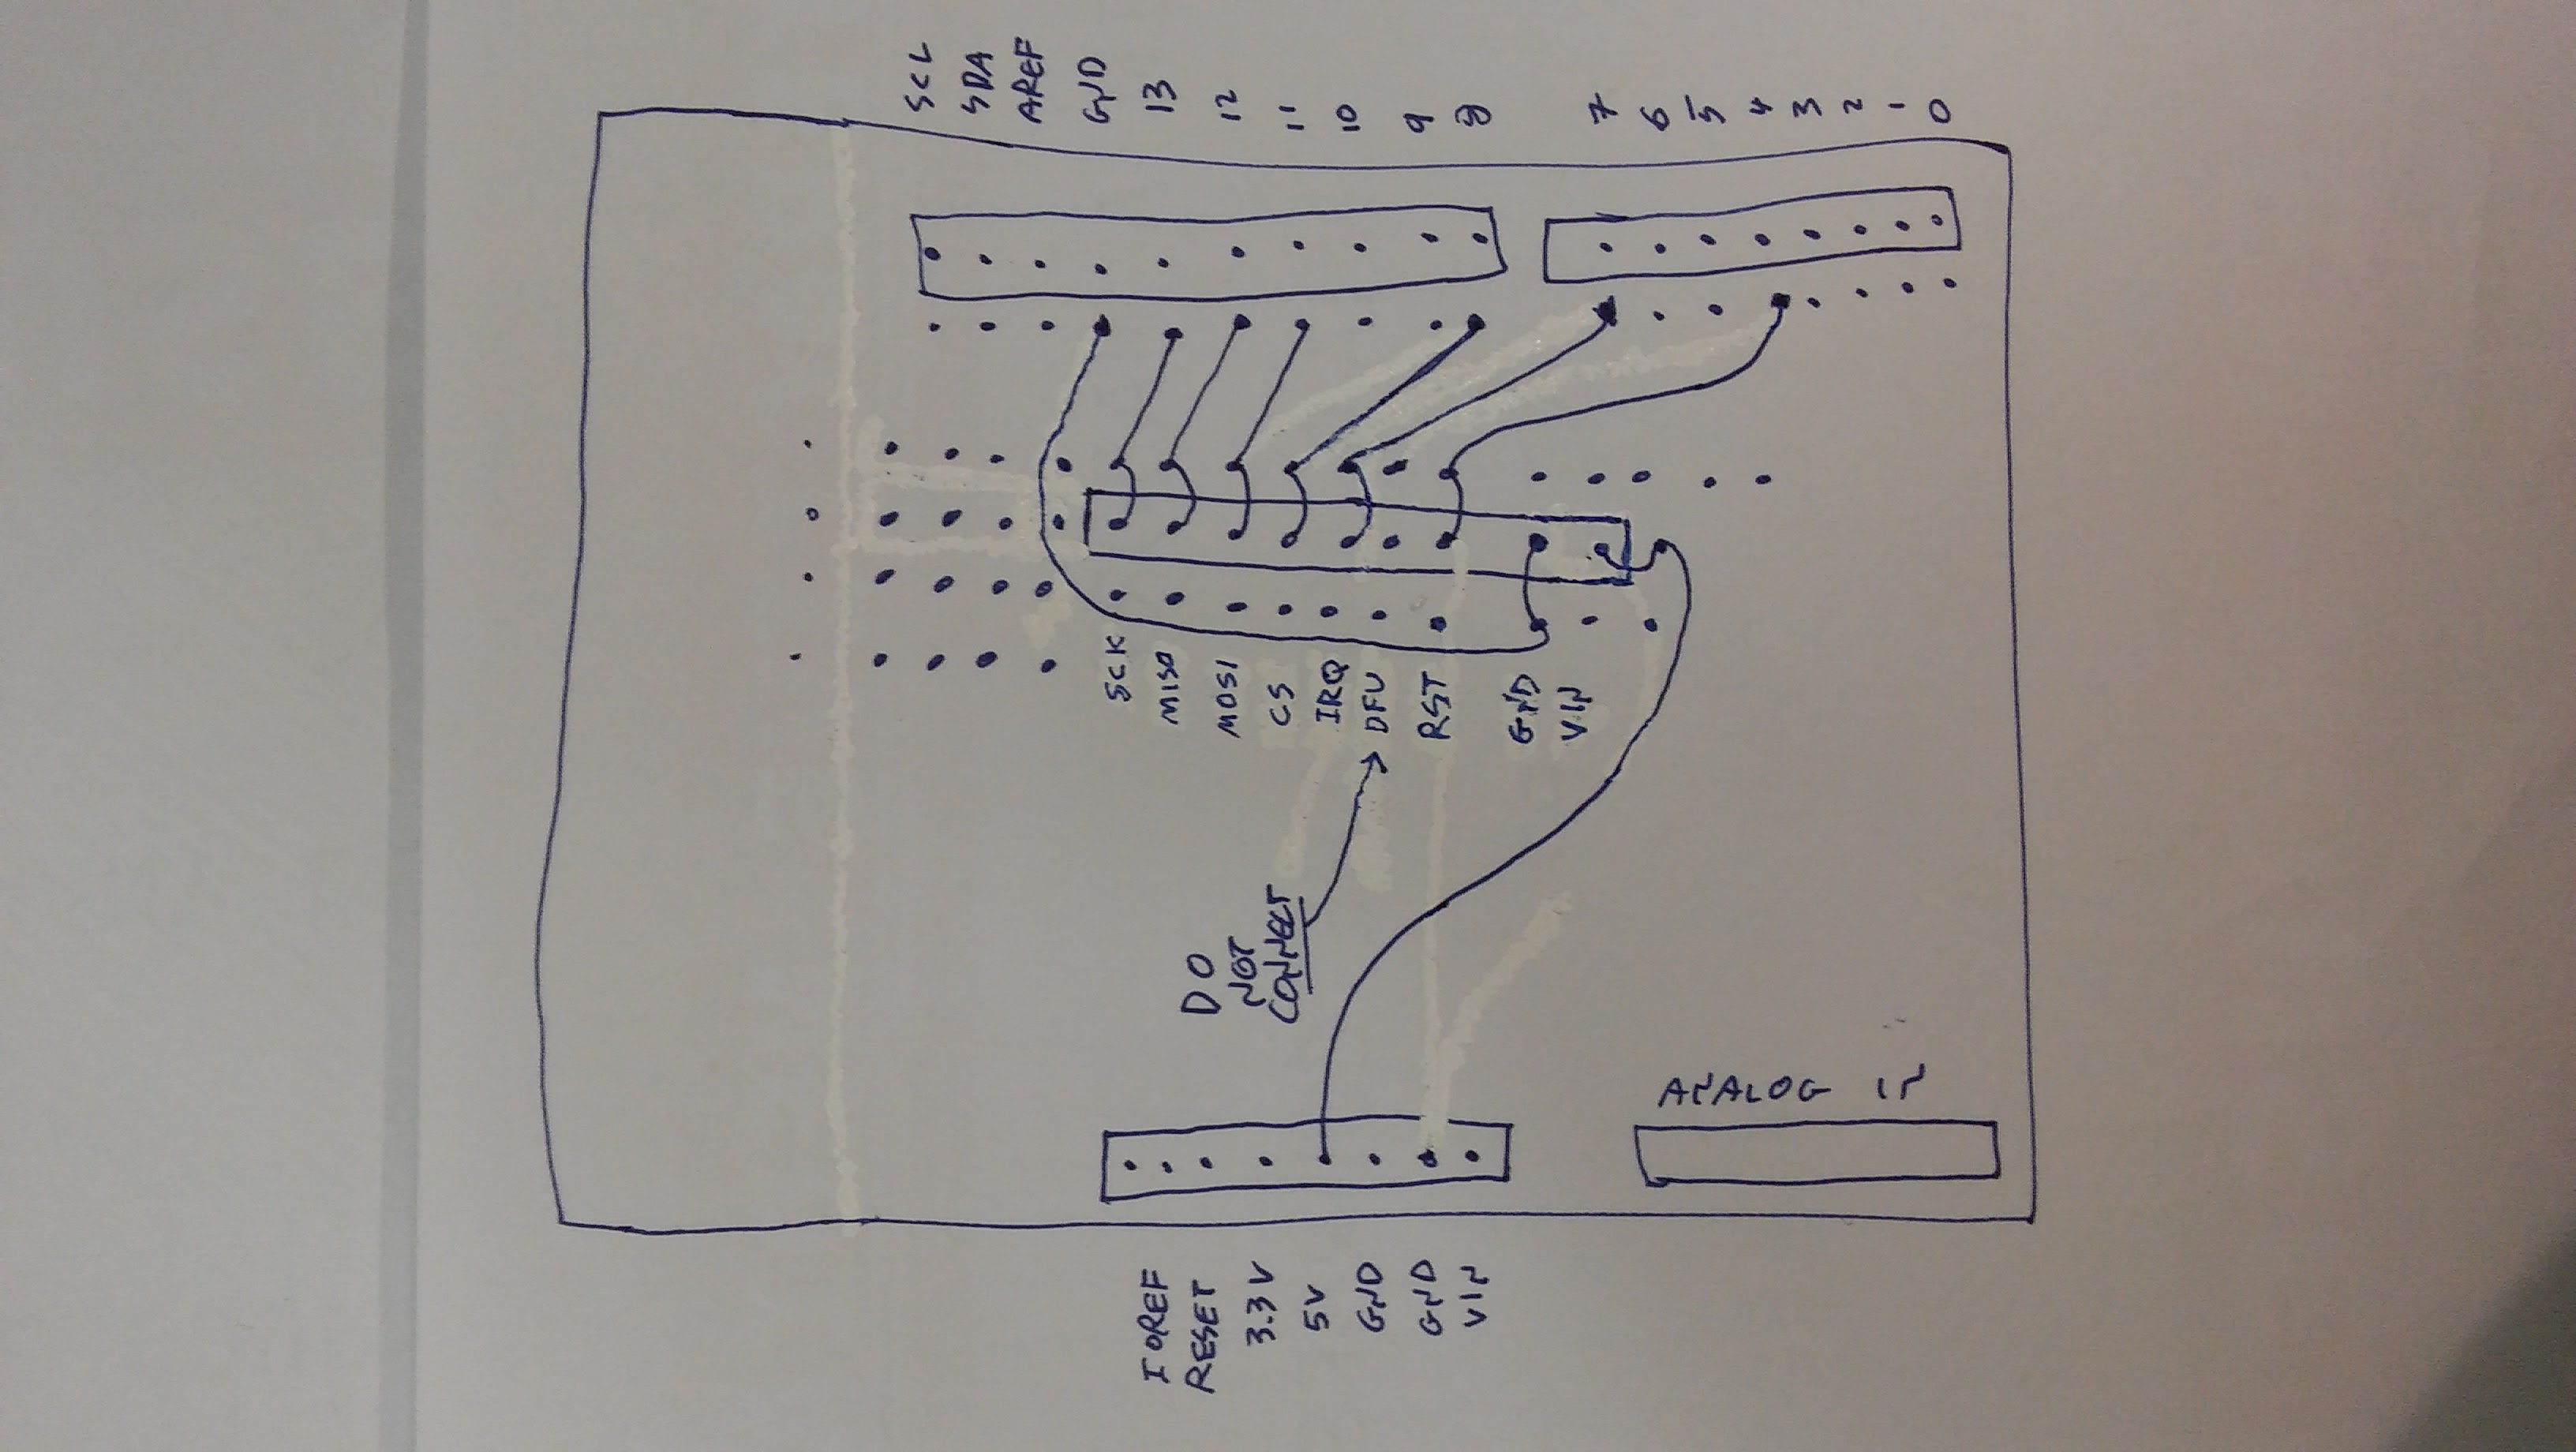 IOREF
RESET
3.3V
5V
GND
GND
VIN
DO
NOT
CONNECT
ANALOG IN
SCK
MISO
MOSI
CS
IRQ
DFU
RST
GND
VIN
SCL
SDA
AREF
GND
13
12
11
10
9
8
7
6
5
4
3
2
1
0